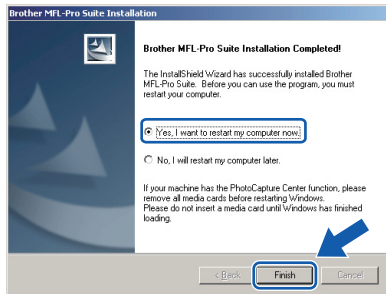 Brother MFL-Pro Suite Installation
Brother MFL-Pro Suite Installation Completed!
The InstallShield Wizard has successfully installed Brother
MFL-Pro Suite. Before you can use the program, you must
restart your computer.
Yes, I want to restart my computer now.
No, I will restart my computer later.
If your machine has the PhotoCapture Center function, please
remove all media cards before restarting Windows.
Please do not insert a media card until Windows has finished
loading.
< Back Finish Cancel